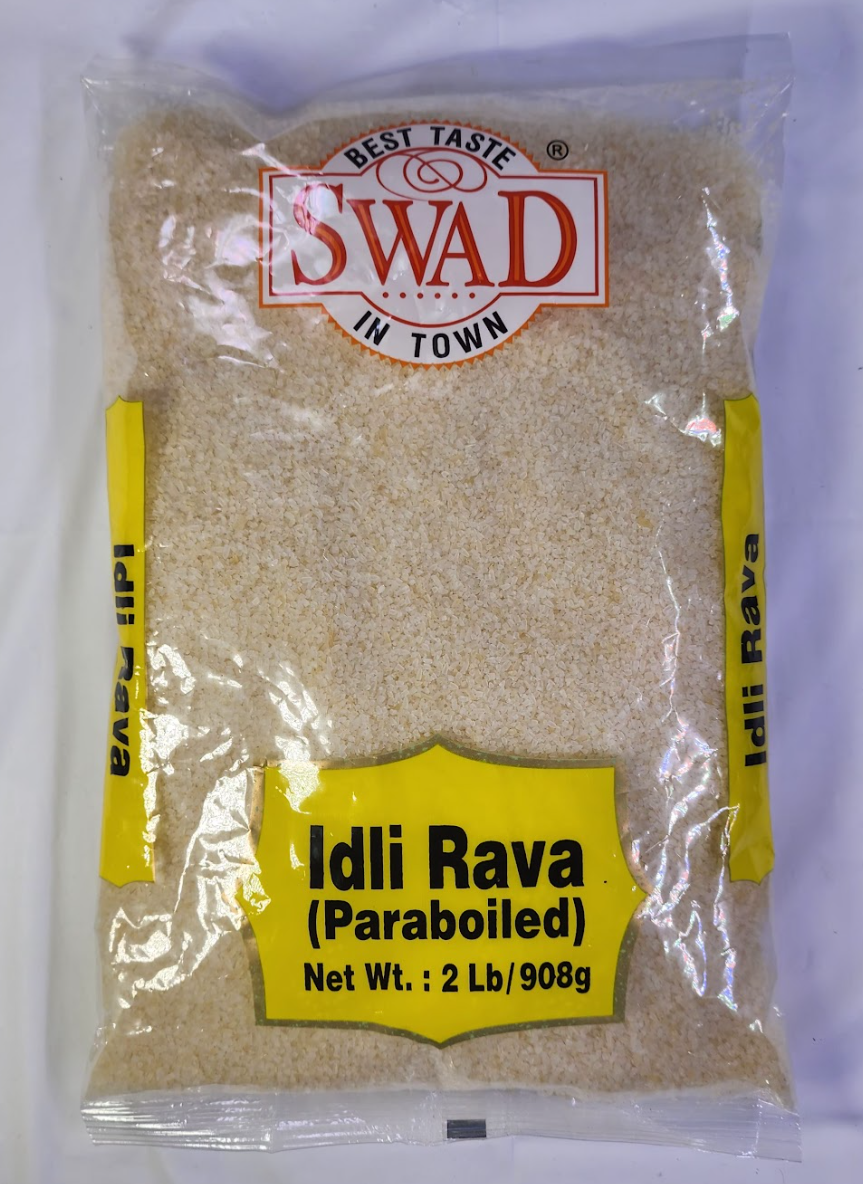 BEST TASTE
®
SWAD
IN TOWN
Idli Rava
Idli Rava
Idli Rava
(Paraboiled)
Net Wt. : 2 Lb/908g